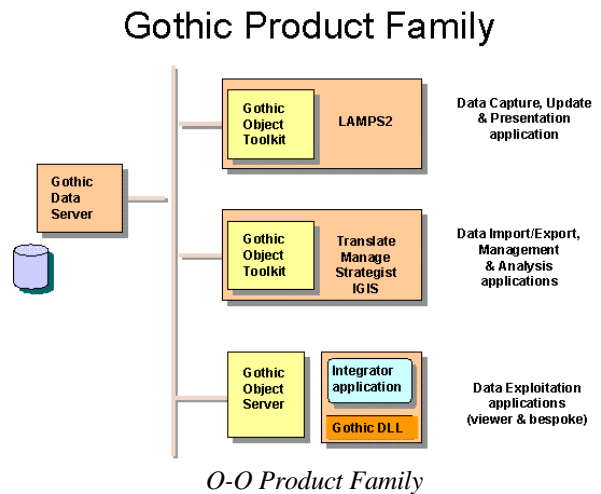 Gothic Product Family
Gothic
Object
Toolkit
LAMPS2
Data Capture, Update
& Presentation
application
Gothic
Data
Server
Gothic
Object
Toolkit
Translate
Manage
Strategist
IGIS
Data Import/Export,
Management
& Analysis
applications
Gothic
Object
Server
Integrator
application
Gothic DLL
Data Exploitation
applications
(viewer & bespoke)
O-O Product Family